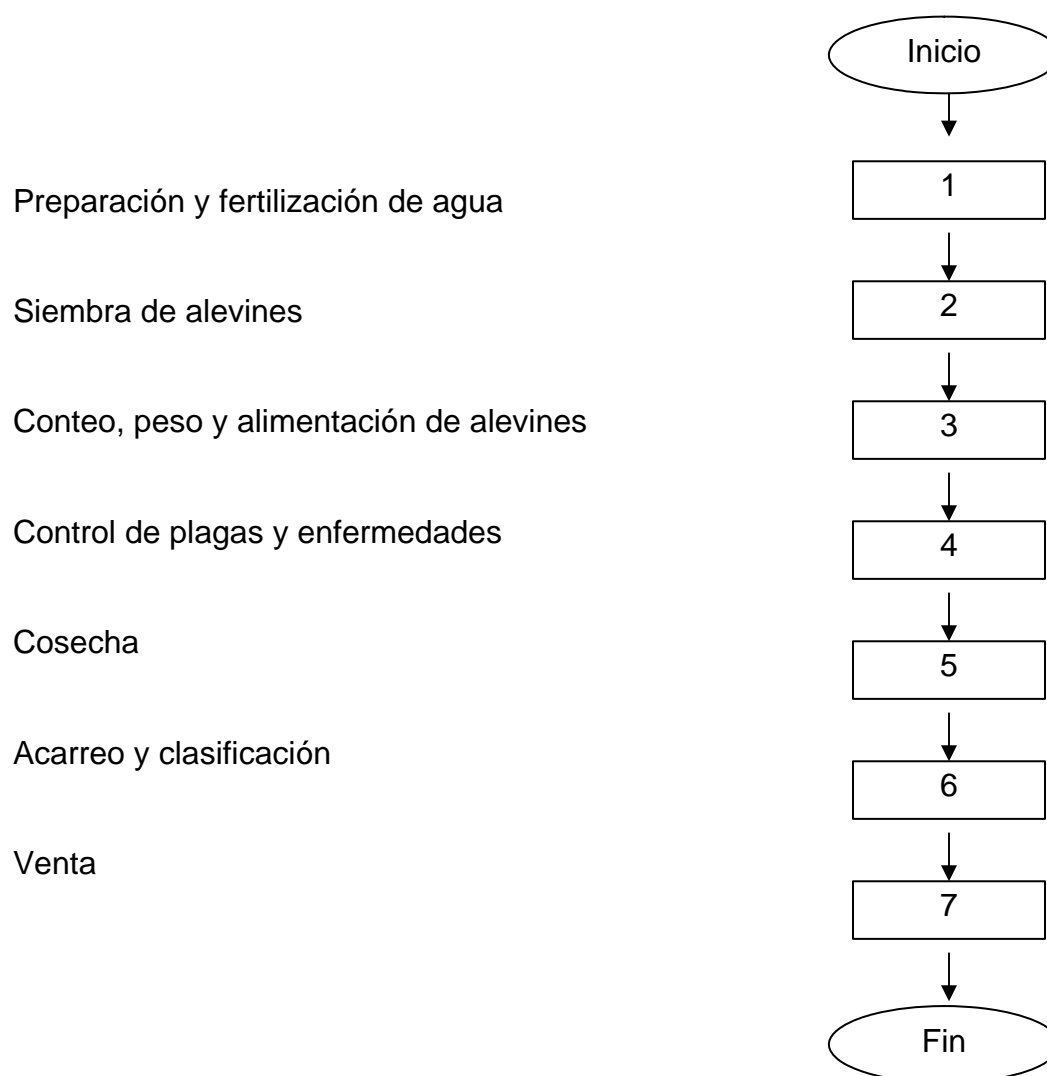 Inicio
Preparación y fertilización de agua
1
Siembra de alevines
2
Conteo, peso y alimentación de alevines
3
Control de plagas y enfermedades
4
Cosecha
5
Acarreo y clasificación
6
Venta
7
Fin